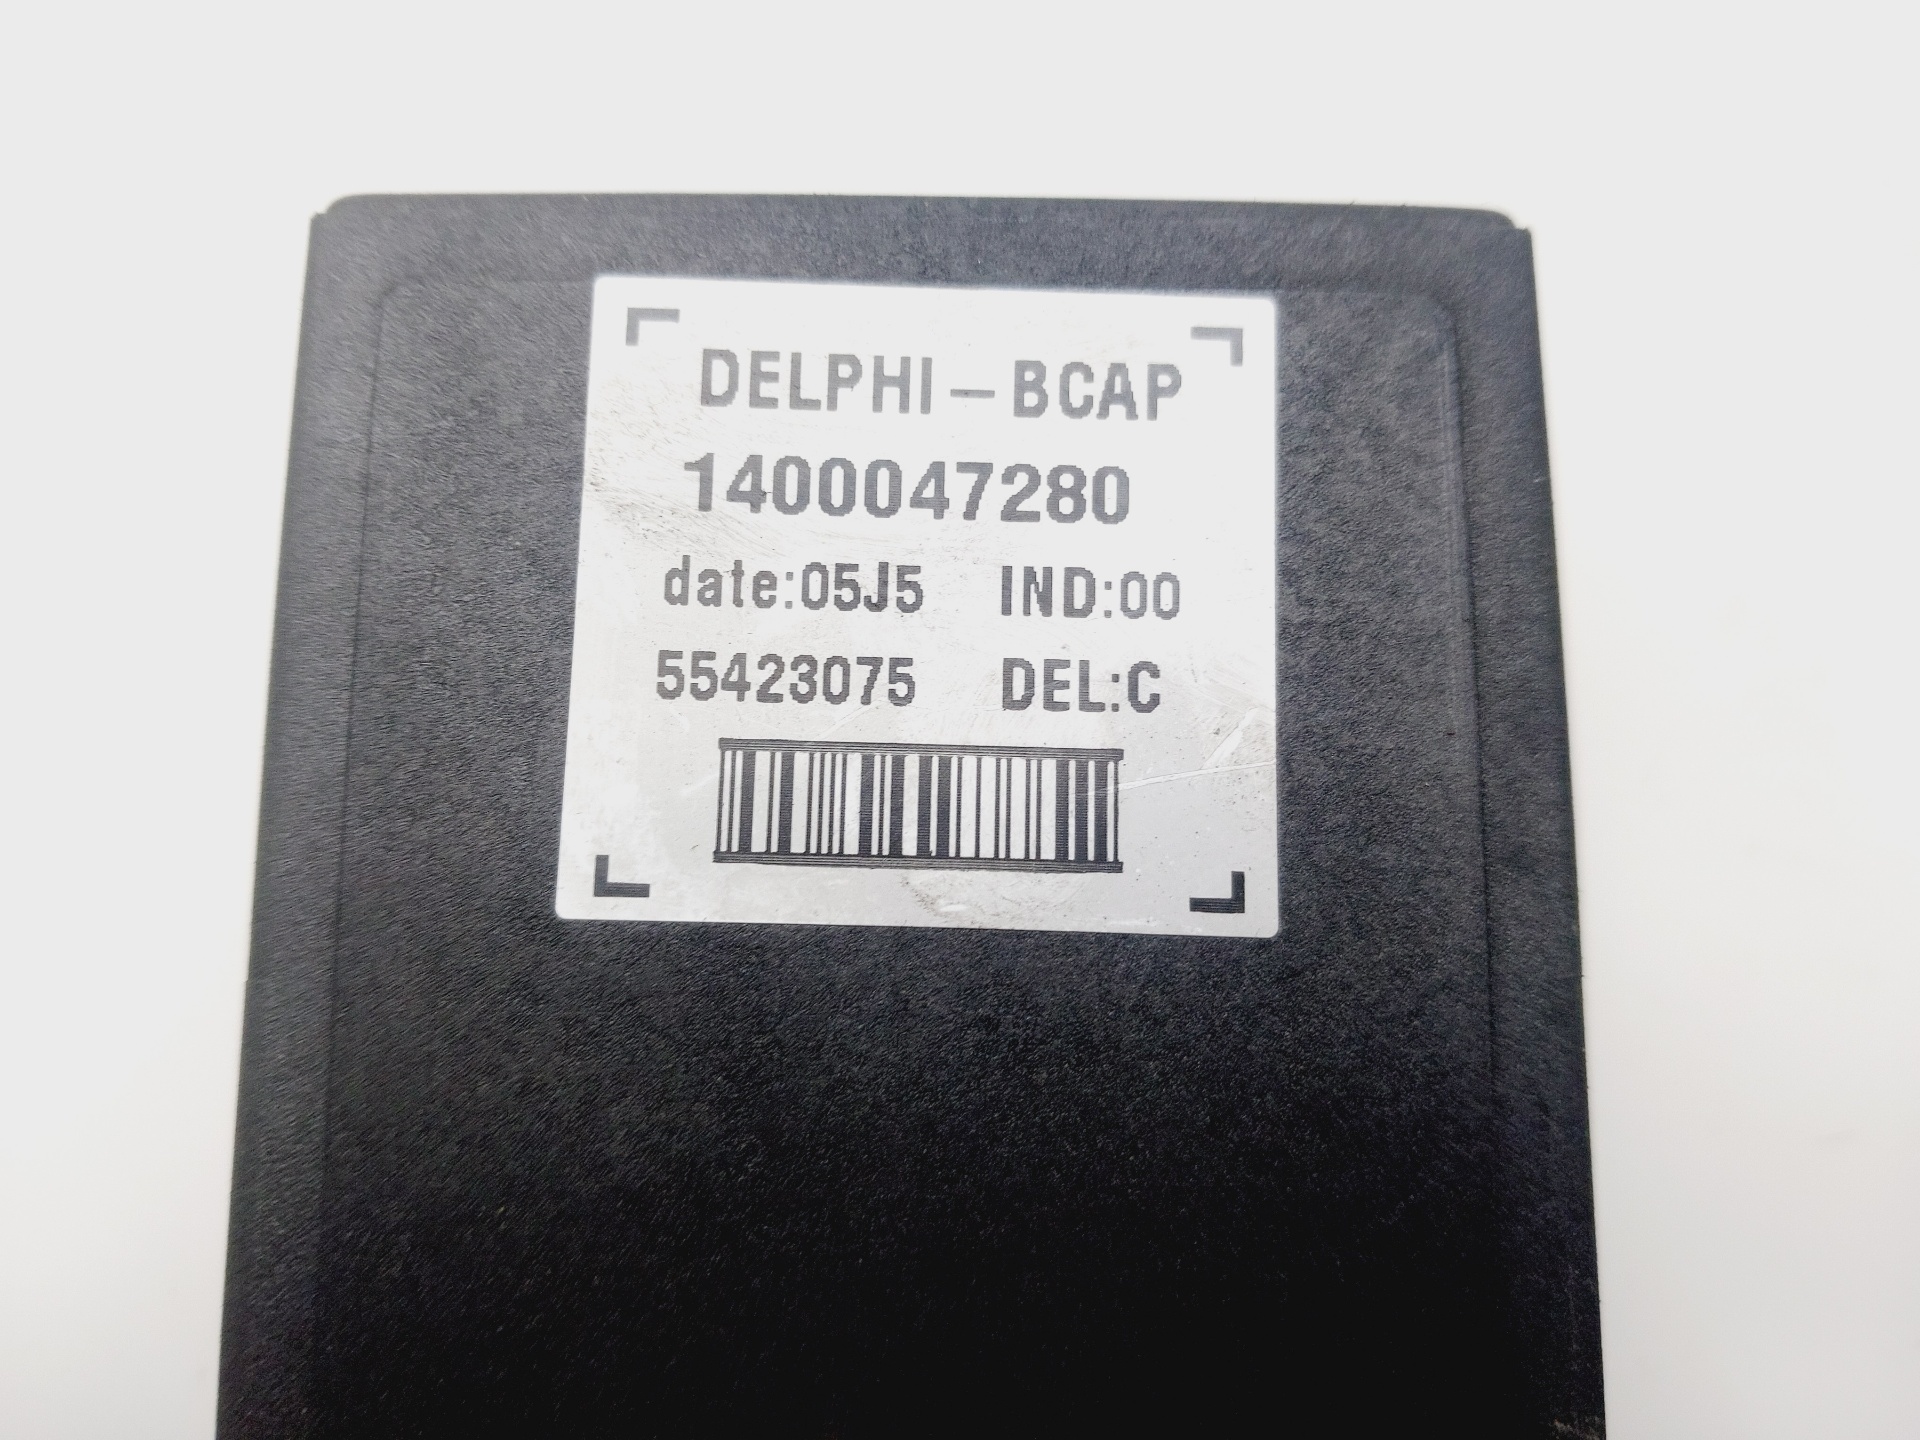 DELPHI-BCAP
1400047280
date:05J5 IND:00
55423075 DEL:C